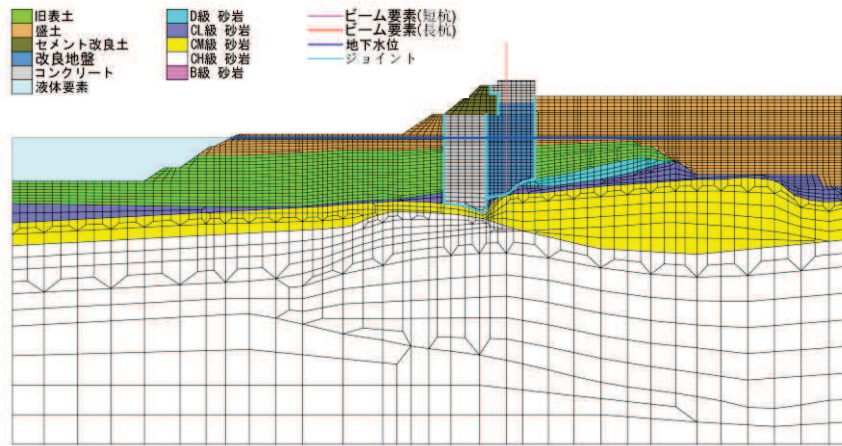 旧表土
盛土
セメント改良土
改良地盤
コンクリート
液体要素
D級 砂岩
CL級 砂岩
CM級 砂岩
CH級 砂岩
B級 砂岩
ビーム要素(短杭)
ビーム要素(長杭)
地下水位
ジョイント